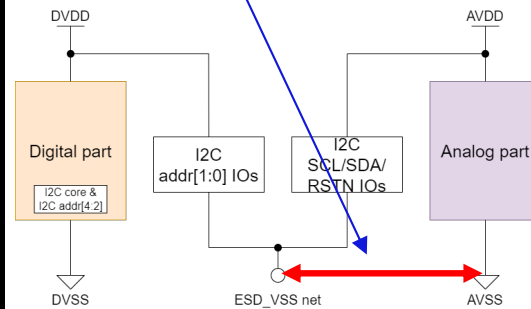 DVDD
AVDD
Digital part
I2C core &
I2C addr[4:2]
I2C
addr[1:0] IOs
I2C
SCL/SDA/
RSTN IOs
Analog part
DVSS
ESD_VSS net
AVSS